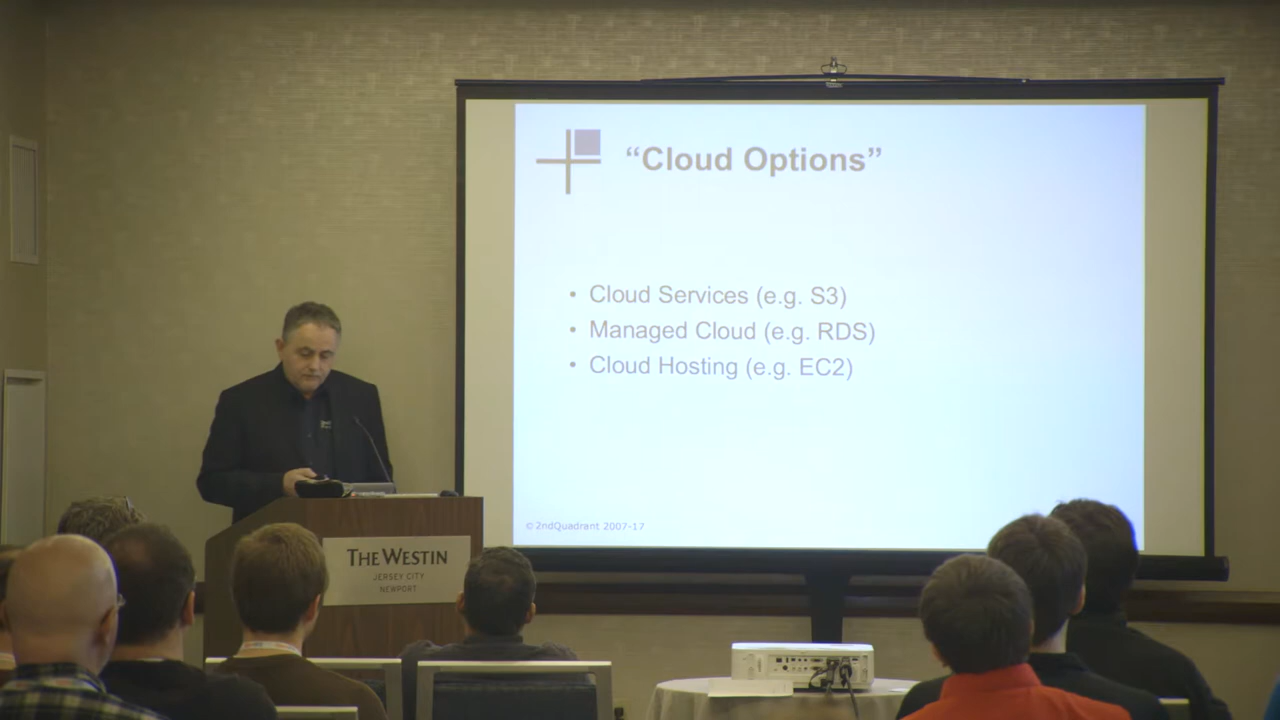 “Cloud Options”
• Cloud Services (e.g. S3)
• Managed Cloud (e.g. RDS)
• Cloud Hosting (e.g. EC2)
© 2ndQuadrant 2007-17
THE WESTIN
JERSEY CITY
NEWPORT